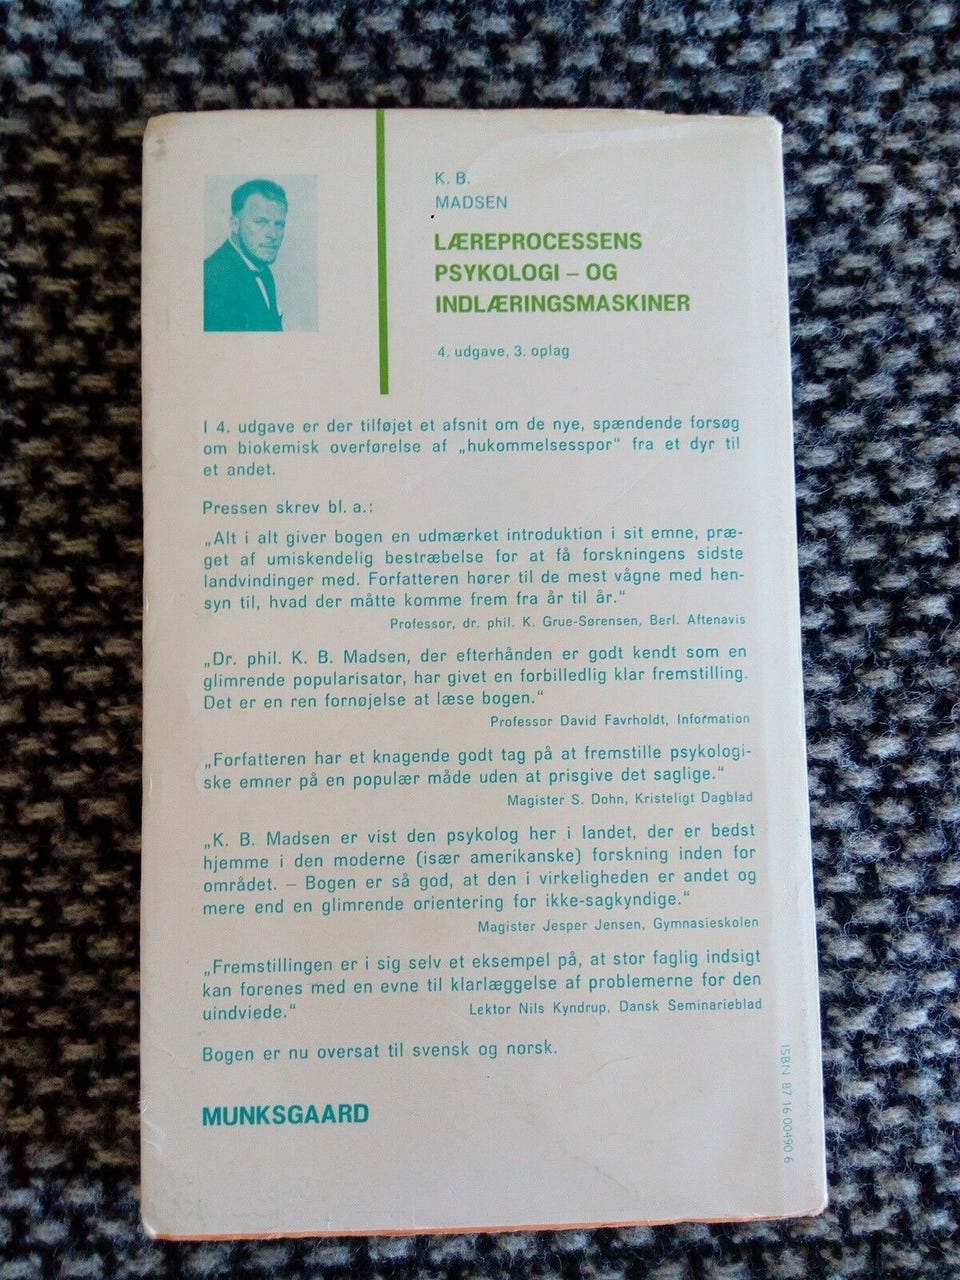 K. B.
MADSEN
LÆREPROCESSENS
PSYKOLOGI – OG
INDLÆRINGSMASKINER
4. udgave, 3. oplag
I 4. udgave er der tilføjet et afsnit om de nye, spændende forsøg
om biokemisk overførelse af „hukommelsesspor“ fra et dyr til
et andet.
Pressen skrev bl. a.:
„Alt i alt giver bogen en udmærket introduktion i sit emne, præ-
get af umiskendelig bestræbelse for at få forskningens sidste
landvindinger med. Forfatteren hører til de mest vågne med hen-
syn til, hvad der måtte komme frem fra år til år.“
Professor, dr. phil. K. Grue-Sørensen, Berl. Aftenavis
„Dr. phil. K. B. Madsen, der efterhånden er godt kendt som en
glimrende popularisator, har givet en forbilledlig klar fremstilling.
Det er en ren fornøjelse at læse bogen.“
Professor David Favrholdt, Information
„Forfatteren har et knagende godt tag på at fremstille psykologi-
ske emner på en populær måde uden at prisgive det saglige.“
Magister S. Dohn, Kristeligt Dagblad
„K. B. Madsen er vist den psykolog her i landet, der er bedst
hjemme i den moderne (især amerikanske) forskning inden for
området. – Bogen er så god, at den i virkeligheden er andet og
mere end en glimrende orientering for ikke-sagkyndige.“
Magister Jesper Jensen, Gymnasieskolen
„Fremstillingen er i sig selv et eksempel på, at stor faglig indsigt
kan forenes med en evne til klarlæggelse af problemerne for den
uindviede.“ Lektor Nils Kyndrup, Dansk Seminarieblad
Bogen er nu oversat til svensk og norsk.
MUNKSGAARD
ISBN 87 16 00490 6